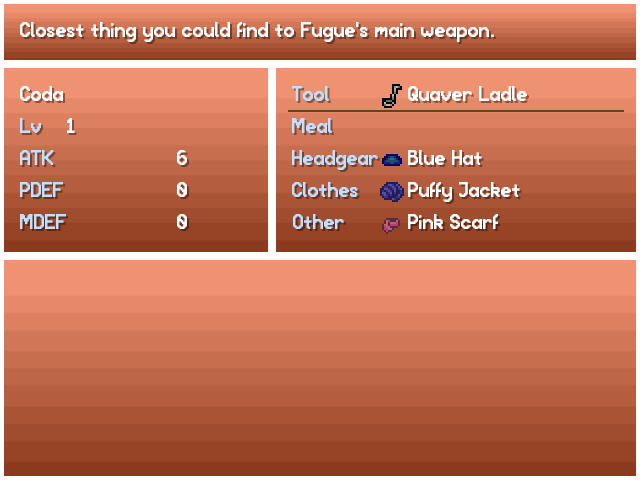 Closest thing you could find to Fugue's main weapon.
Coda
Lv 1
ATK 6
PDEF 0
MDEF 0
Tool Quaver Ladle
Meal
Headgear Blue Hat
Clothes Puffy Jacket
Other Pink Scarf